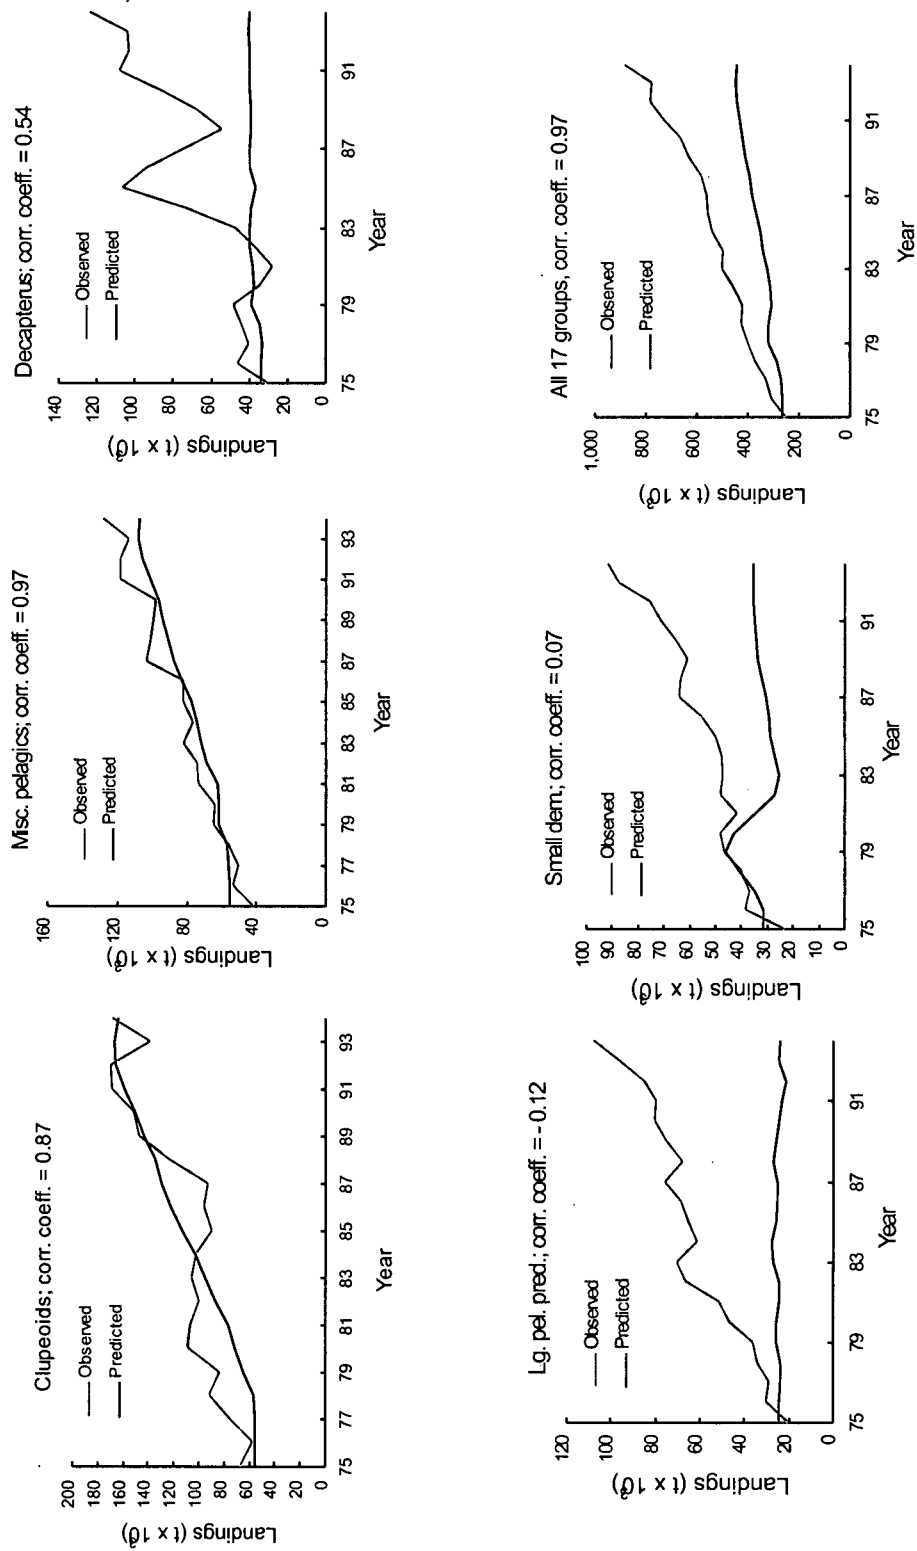 Clupeoids; corr. coeff. = 0.87
Observed
Predicted
Landings (t x 10³)
200
180
160
140
120
100
80
60
40
20
0
75
77
79
81
83
85
87
89
91
93
Year
Misc. pelagics; corr. coeff. = 0.97
Observed
Predicted
Landings (t x 10³)
160
120
80
40
0
75
77
79
81
83
85
87
91
93
Year
Decapterus; corr. coeff. = 0.54
Observed
Predicted
Landings (t x 10³)
140
120
100
80
60
40
20
0
75
79
83
87
91
Year
Lg. pel. pred.; corr. coeff. = - 0.12
Observed
Predicted
Landings (t x 10³)
120
100
80
60
40
20
0
75
79
83
87
91
Year
Small dem; corr. coeff. = 0.07
Observed
Predicted
Landings (t x 10³)
100
90
80
70
60
50
40
30
20
10
0
75
79
83
87
91
Year
All 17 groups, corr. coeff. = 0.97
Observed
Predicted
Landings (t x 10³)
1,000
800
600
400
200
0
75
79
83
87
91
Year